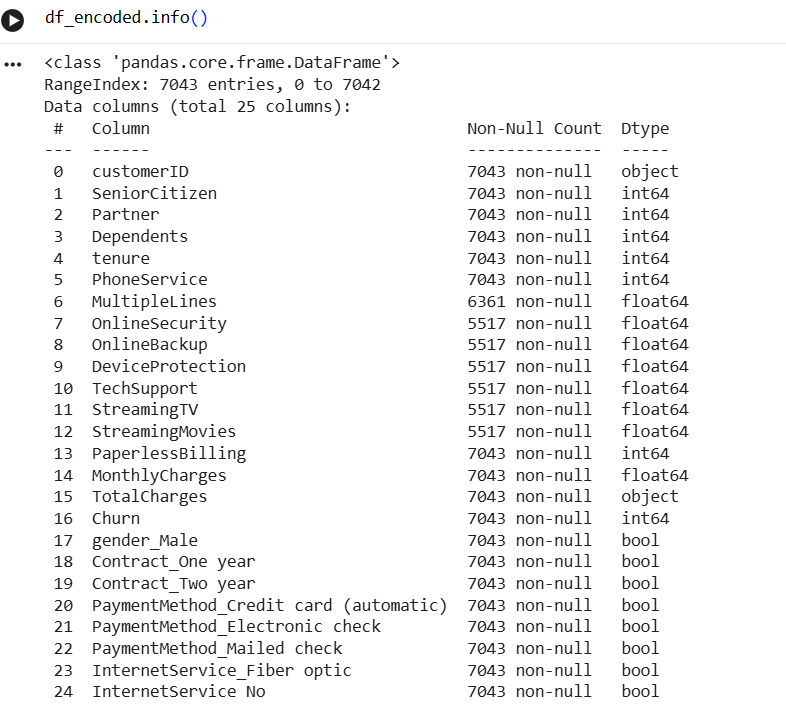 df_encoded.info()
<class 'pandas.core.frame.DataFrame'>
RangeIndex: 7043 entries, 0 to 7042
Data columns (total 25 columns):
 #   Column                                 Non-Null Count  Dtype
---  ------                                 --------------  -----
 0   customerID                             7043 non-null   object
 1   SeniorCitizen                          7043 non-null   int64
 2   Partner                                7043 non-null   int64
 3   Dependents                             7043 non-null   int64
 4   tenure                                 7043 non-null   int64
 5   PhoneService                           7043 non-null   int64
 6   MultipleLines                          6361 non-null   float64
 7   OnlineSecurity                         5517 non-null   float64
 8   OnlineBackup                           5517 non-null   float64
 9   DeviceProtection                       5517 non-null   float64
 10  TechSupport                            5517 non-null   float64
 11  StreamingTV                            5517 non-null   float64
 12  StreamingMovies                        5517 non-null   float64
 13  PaperlessBilling                       7043 non-null   int64
 14  MonthlyCharges                         7043 non-null   float64
 15  TotalCharges                           7043 non-null   object
 16  Churn                                  7043 non-null   int64
 17  gender_Male                            7043 non-null   bool
 18  Contract_One year                      7043 non-null   bool
 19  Contract_Two year                      7043 non-null   bool
 20  PaymentMethod_Credit card (automatic)  7043 non-null   bool
 21  PaymentMethod_Electronic check         7043 non-null   bool
 22  PaymentMethod_Mailed check             7043 non-null   bool
 23  InternetService_Fiber optic            7043 non-null   bool
 24  InternetService No                     7043 non-null   bool